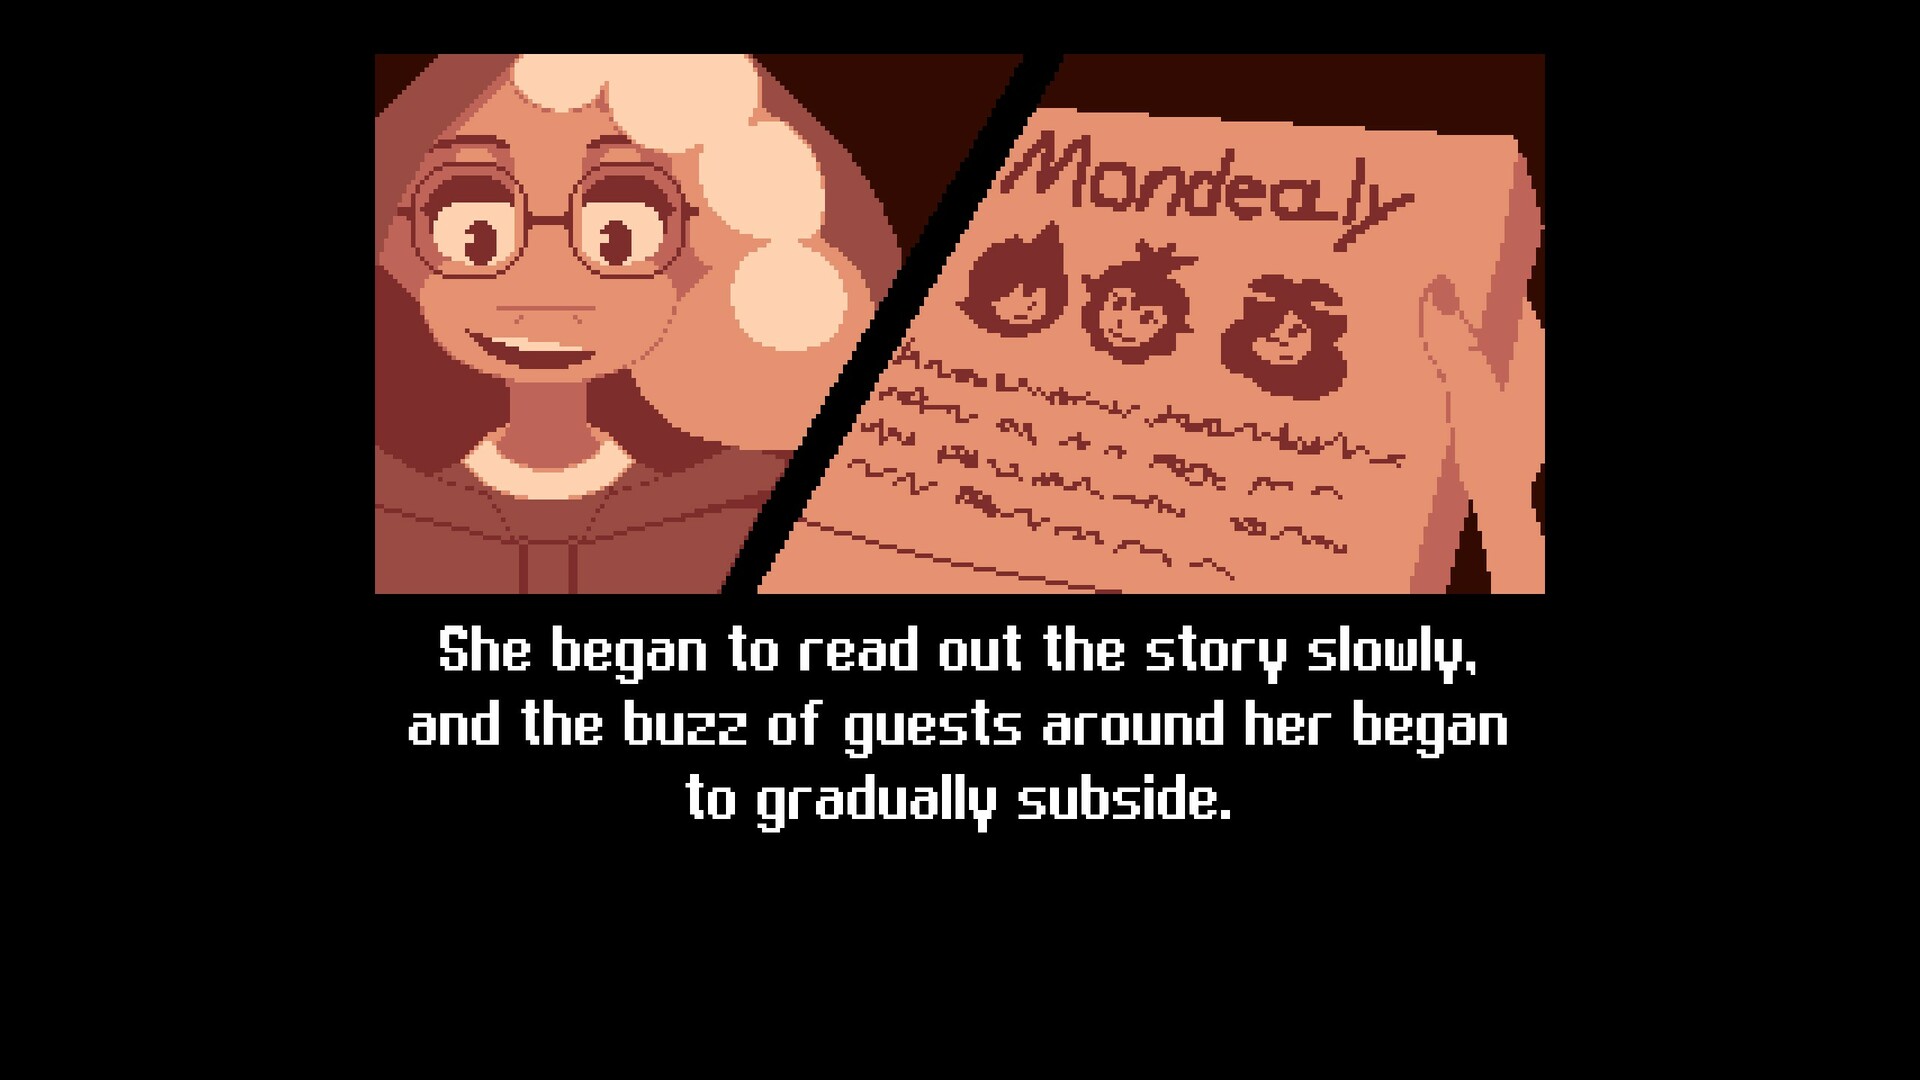 Mondealy
She began to read out the story slowly,
and the buzz of guests around her began
to gradually subside.